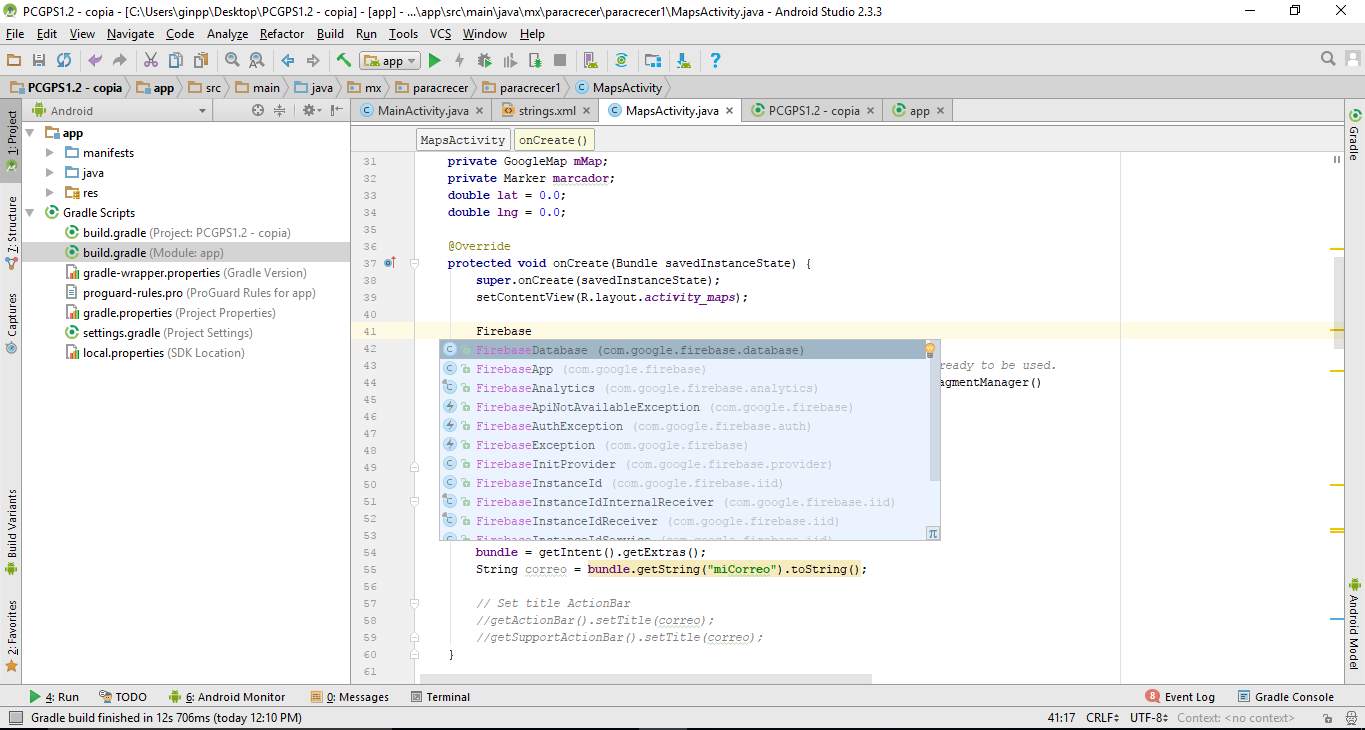 PCGPS1.2 - copia - [C:\Users\ginpp\Desktop\PCGPS1.2 - copia] - [app] - ...\app\src\main\java\mx\paracrecer\paracrecer1\MapsActivity.java - Android Studio 2.3.3
File Edit View Navigate Code Analyze Refactor Build Run Tools VCS Window Help
app
PCGPS1.2 - copia app src main java mx paracrecer paracrecer1 MapsActivity
1: Project
7: Structure
Captures
Build Variants
2: Favorites
Android
app
manifests
java
res
Gradle Scripts
build.gradle (Project: PCGPS1.2 - copia)
build.gradle (Module: app)
gradle-wrapper.properties (Gradle Version)
proguard-rules.pro (ProGuard Rules for app)
gradle.properties (Project Properties)
settings.gradle (Project Settings)
local.properties (SDK Location)
MainActivity.java strings.xml MapsActivity.java PCGPS1.2 - copia app
MapsActivity onCreate()
31 private GoogleMap mMap;
32 private Marker marcador;
33 double lat = 0.0;
34 double lng = 0.0;
35
36 @Override
37 protected void onCreate(Bundle savedInstanceState) {
38 super.onCreate(savedInstanceState);
39 setContentView(R.layout.activity_maps);
40
41 Firebase
42 FirebaseDatabase (com.google.firebase.database)
FirebaseApp (com.google.firebase)
43 ready to be used.
44 FirebaseAnalytics (com.google.firebase.analytics) agmentManager()
45 FirebaseApiNotAvailableException (com.google.firebase)
46 FirebaseAuthException (com.google.firebase.auth)
47
48 FirebaseException (com.google.firebase)
49 FirebaseInitProvider (com.google.firebase.provider)
50 FirebaseInstanceId (com.google.firebase.iid)
51 FirebaseInstanceIdInternalReceiver (com.google.firebase.iid)
52 FirebaseInstanceIdReceiver (com.google.firebase.iid)
53 FirebaseInstanceIdService (com.google.firebase.iid)
π
54 bundle = getIntent().getExtras();
55 String correo = bundle.getString("miCorreo").toString();
56
57 // Set title ActionBar
58 //getActionBar().setTitle(correo);
59 //getSupportActionBar().setTitle(correo);
60 }
61
Gradle
Android Model
4: Run TODO 6: Android Monitor 0: Messages Terminal 8 Event Log Gradle Console
Gradle build finished in 12s 706ms (today 12:10 PM) 41:17 CRLF UTF-8 Context: <no context>